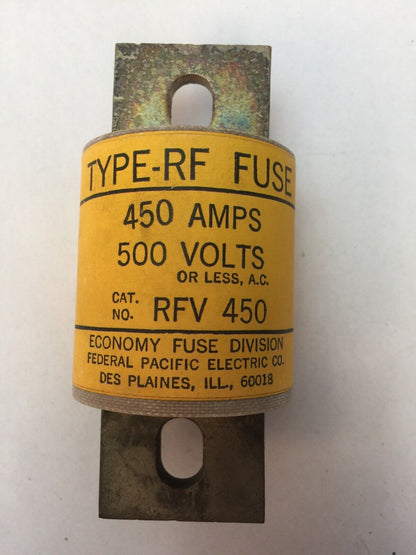 TYPE-RF FUSE
450 AMPS
500 VOLTS
OR LESS, A.C.
CAT. NO. RFV 450
ECONOMY FUSE DIVISION
FEDERAL PACIFIC ELECTRIC CO.
DES PLAINES, ILL., 60018